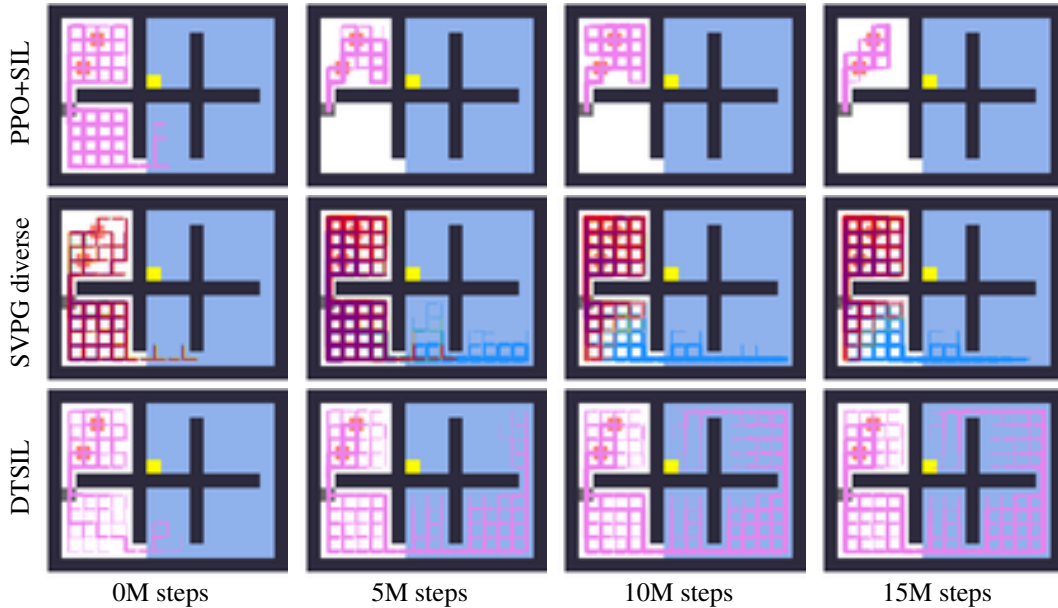 PPO+SIL
SVPG diverse
DTSIL
0M steps
5M steps
10M steps
15M steps